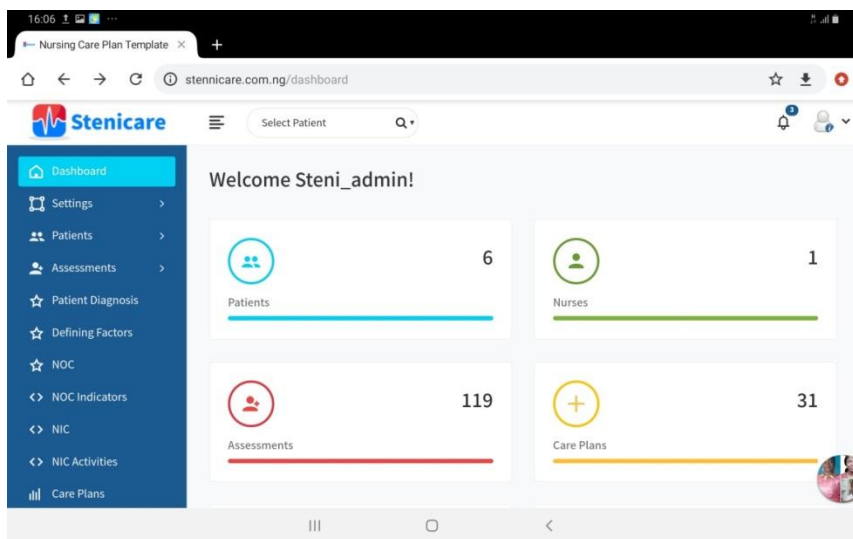 16:06
Nursing Care Plan Template
stennicare.com.ng/dashboard
Stenicare
Select Patient
3
Dashboard
Settings
Patients
Assessments
Patient Diagnosis
Defining Factors
NOC
NOC Indicators
NIC
NIC Activities
Care Plans
Welcome Steni_admin!
6
Patients
1
Nurses
119
Assessments
31
Care Plans